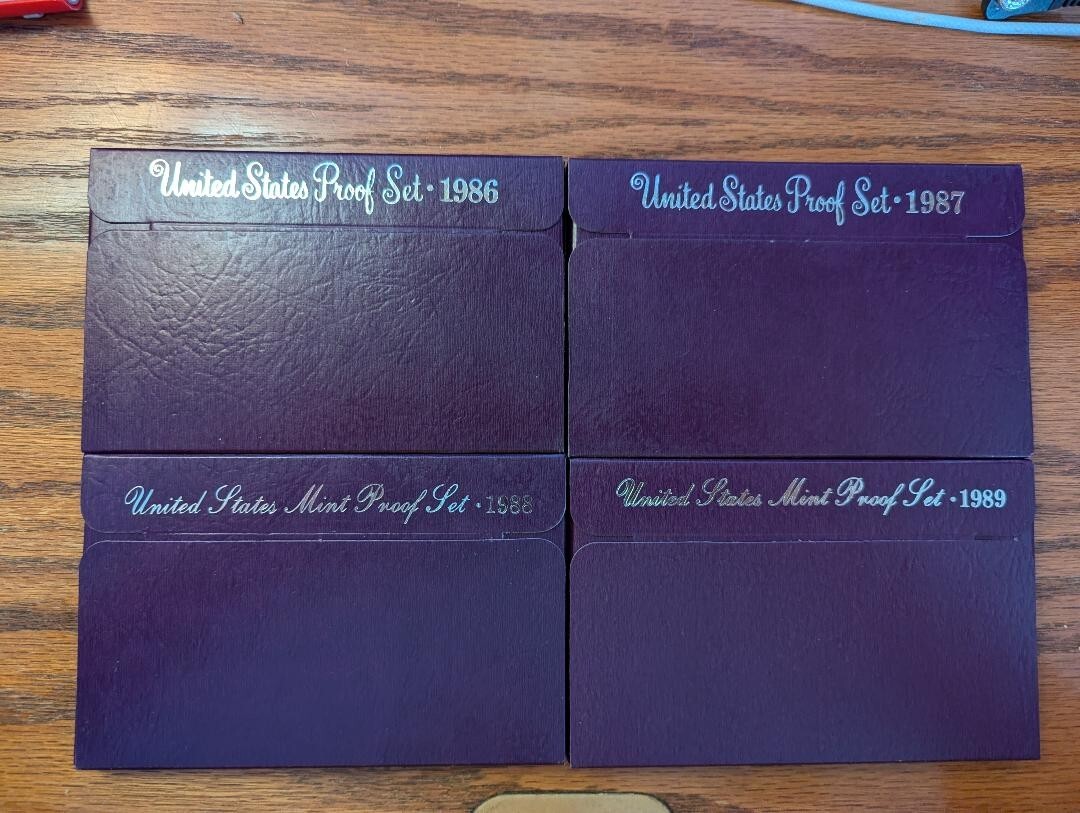 United States Proof Set · 1986
United States Proof Set · 1987
United States Mint Proof Set · 1988
United States Mint Proof Set · 1989